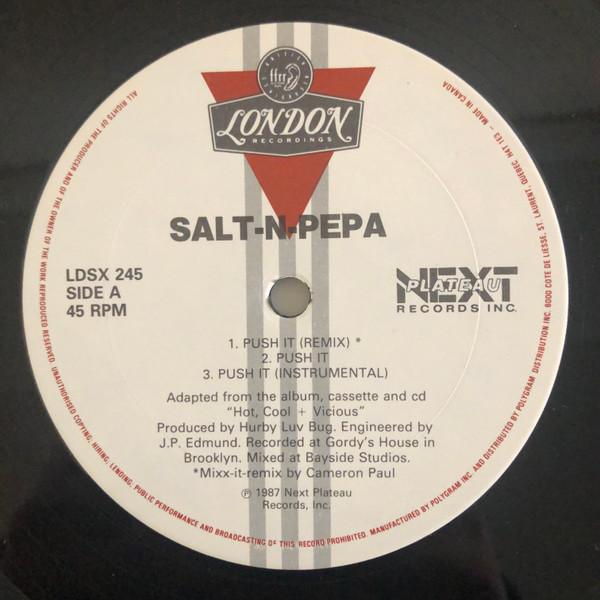 ffrr
LONDON
RECORDINGS
SALT-N-PEPA
LDSX 245
SIDE A
45 RPM
NEXT
PLATEAU
RECORDS INC.
1. PUSH IT (REMIX) *
2. PUSH IT
3. PUSH IT (INSTRUMENTAL)
Adapted from the album, cassette and cd
“Hot, Cool + Vicious”
Produced by Hurby Luv Bug. Engineered by
J.P. Edmund. Recorded at Gordy’s House in
Brooklyn. Mixed at Bayside Studios.
*Mixx-it-remix by Cameron Paul
℗ 1987 Next Plateau
Records, Inc.
ALL RIGHTS OF THE PRODUCER AND OF THE OWNER OF THE WORK REPRODUCED RESERVED. UNAUTHORISED COPYING, HIRING, LENDING, PUBLIC PERFORMANCE AND BROADCASTING OF THIS RECORD PROHIBITED. MANUFACTURED BY POLYGRAM INC. AND DISTRIBUTED BY POLYGRAM DISTRIBUTION INC. 6000 COTE DE LIESSE, ST. LAURENT, QUEBEC H4T 1E3 – MADE IN CANADA